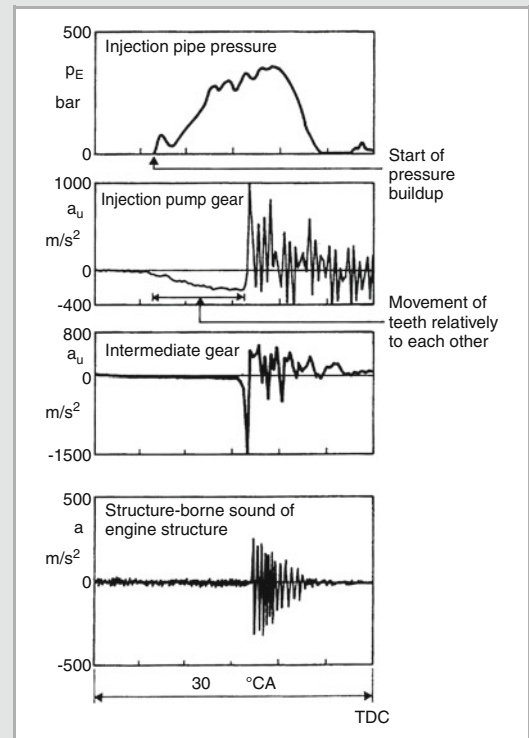 500
Injection pipe pressure
pE
bar
0
Start of
pressure
buildup
1000
Injection pump gear
au
m/s²
0
-400
Movement of
teeth relatively
to each other
800
au
Intermediate gear
0
m/s²
-1500
500
Structure-borne sound of
engine structure
a
m/s²
0
-500
30 °CA
TDC